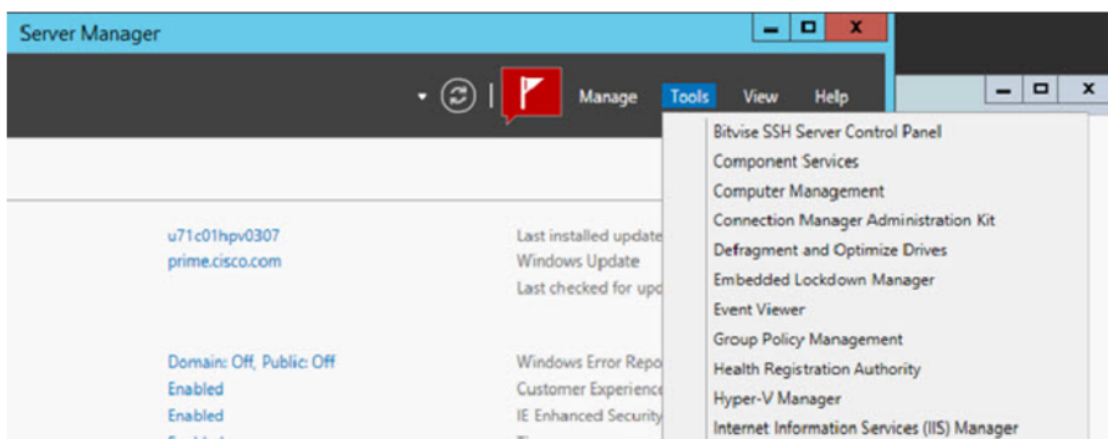 Server Manager
Manage Tools View Help
Bitvise SSH Server Control Panel
Component Services
Computer Management
Connection Manager Administration Kit
Defragment and Optimize Drives
Embedded Lockdown Manager
Event Viewer
Group Policy Management
Health Registration Authority
Hyper-V Manager
Internet Information Services (IIS) Manager
u71c01hpv0307
prime.cisco.com
Last installed update
Windows Update
Last checked for upd
Domain: Off, Public: Off
Enabled
Enabled
Windows Error Repo
Customer Experience
IE Enhanced Security